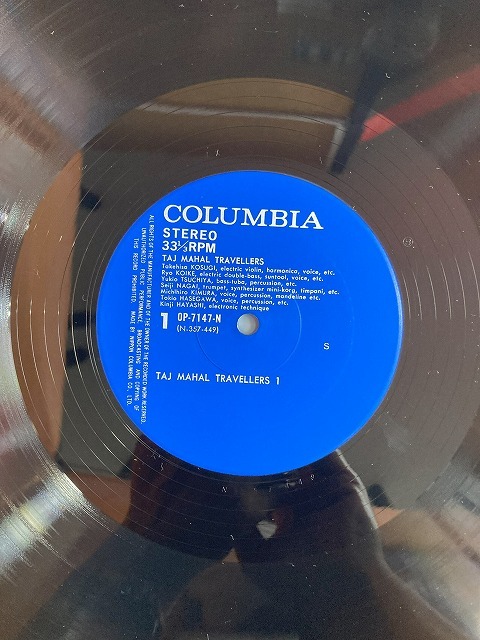 COLUMBIA
STEREO
33⅓RPM
TAJ MAHAL TRAVELLERS
Takehisa KOSUGI, electric violin, harmonica, voice, etc.
Ryo KOIKE, electric double-bass, suntool, voice, etc.
Yukio TSUCHIYA, bass-tuba, percussion, etc.
Seiji NAGAI, trumpet, synthesizer mini-korg, timpani, etc.
Michihiro KIMURA, voice, percussion, mandoline etc.
Tokio HASEGAWA, voice, percussion, etc.
Kinji HAYASHI, electronic technique
1 OP-7147-N
(N-357-449)
S
TAJ MAHAL TRAVELLERS 1
ALL RIGHTS OF THE MANUFACTURER AND OF THE OWNER OF THE RECORDED WORK RESERVED.
UNAUTHORIZED PUBLIC PERFORMANCE, BROADCASTING AND COPYING OF
THIS RECORD PROHIBITED. MADE BY NIPPON COLUMBIA CO. LTD.